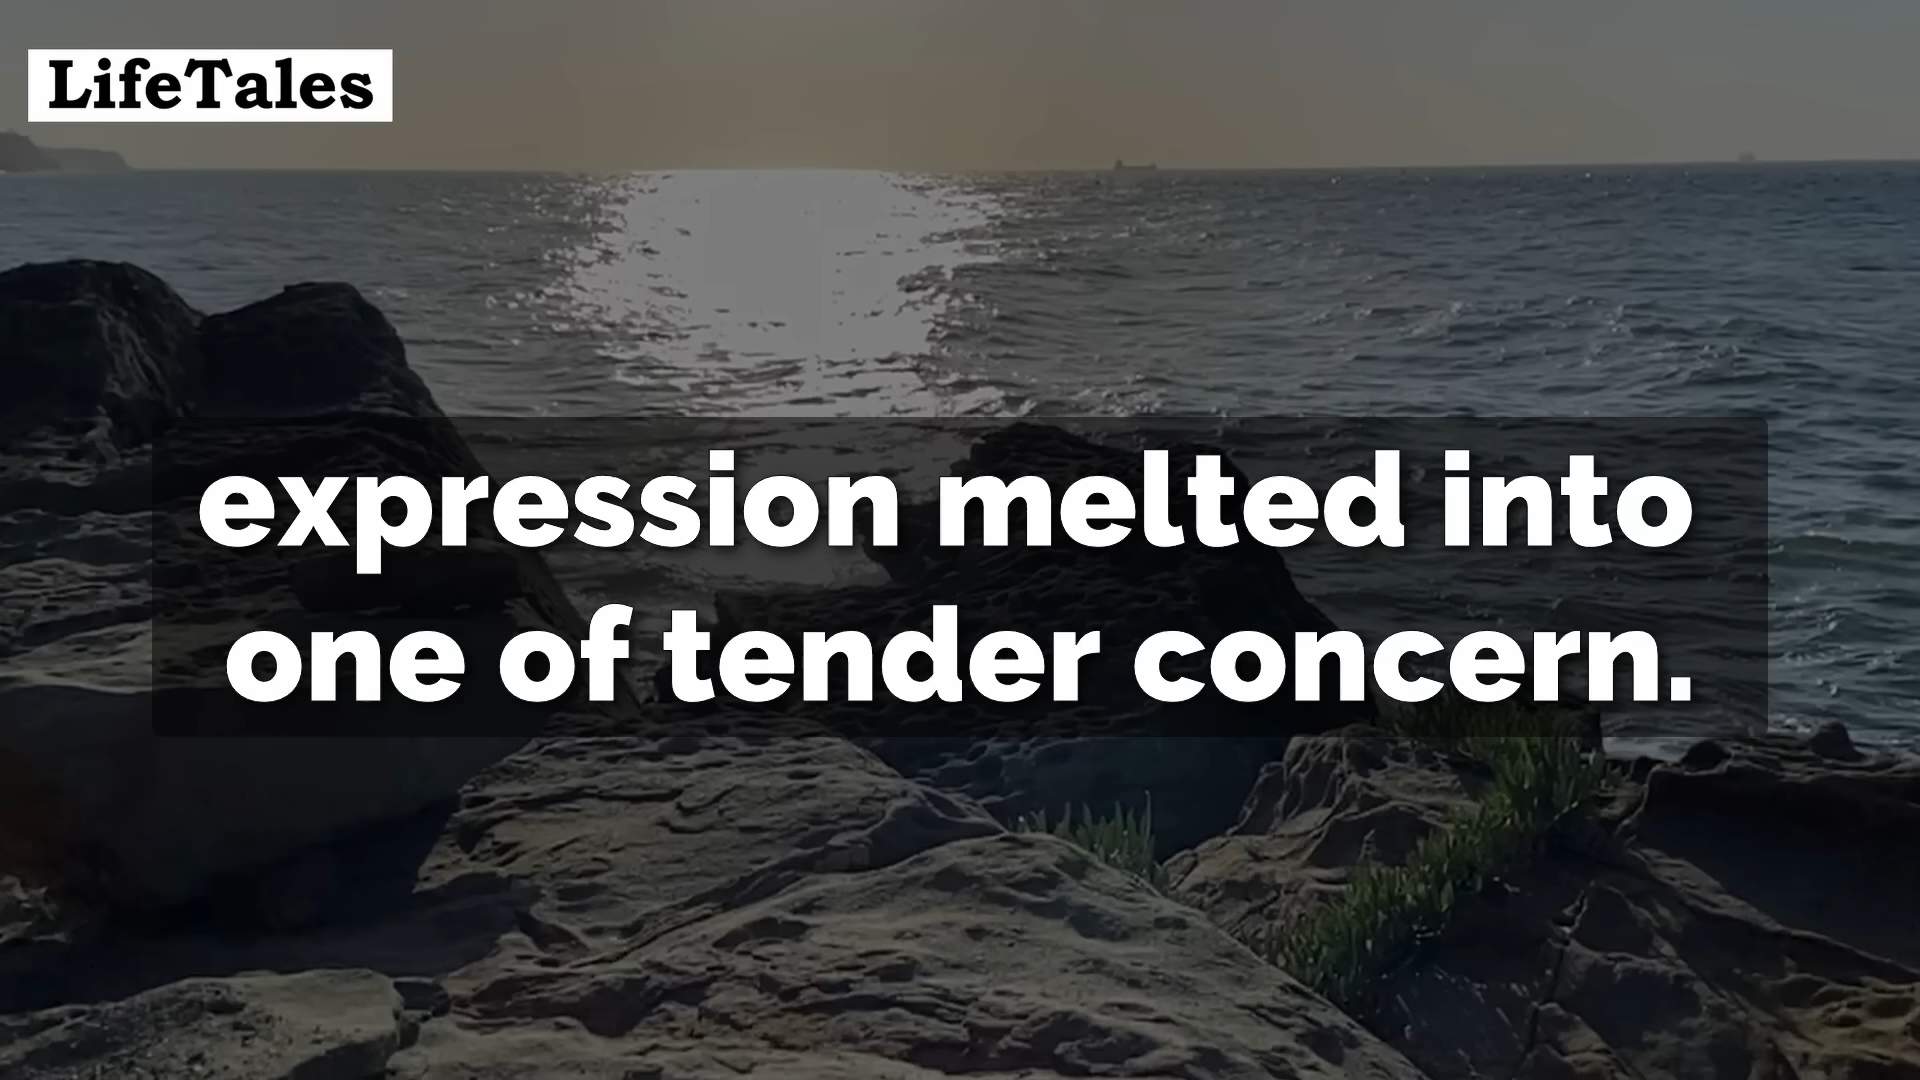 LifeTales
expression melted into
one of tender concern.